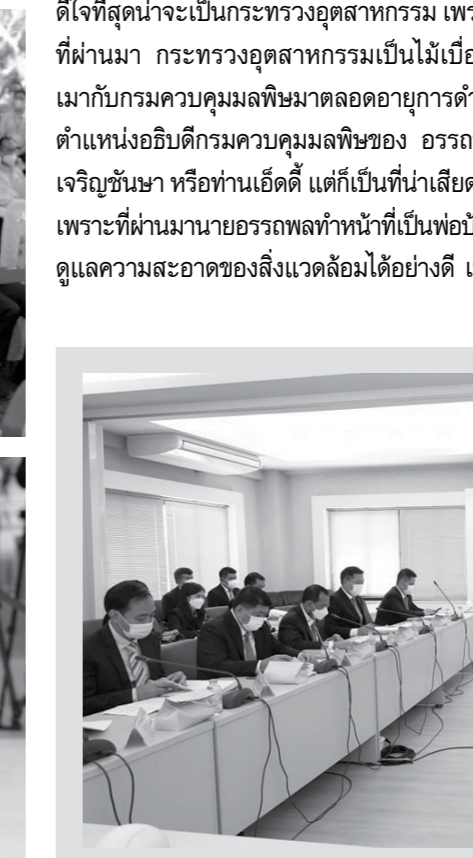 ดีใจที่สุดน่าจะเป็นกระทรวงอุตสาหกรรม
ที่ผ่านมา กระทรวงอุตสาหกรรมเป็นไม้เบื่อ
เมากับกรมควบคุมมลพิษมาตลอดอายุการดำ
ตำแหน่งอธิบดีกรมควบคุมมลพิษของ อรรถ
เจริญชันษา หรือท่านเอ็ดดี้ แต่ก็เป็นที่น่าเสียด
เพราะที่ผ่านมานายอรรถพลทำหน้าที่เป็นพ่อบ้
ดูแลความสะอาดของสิ่งแวดล้อมได้อย่างดี